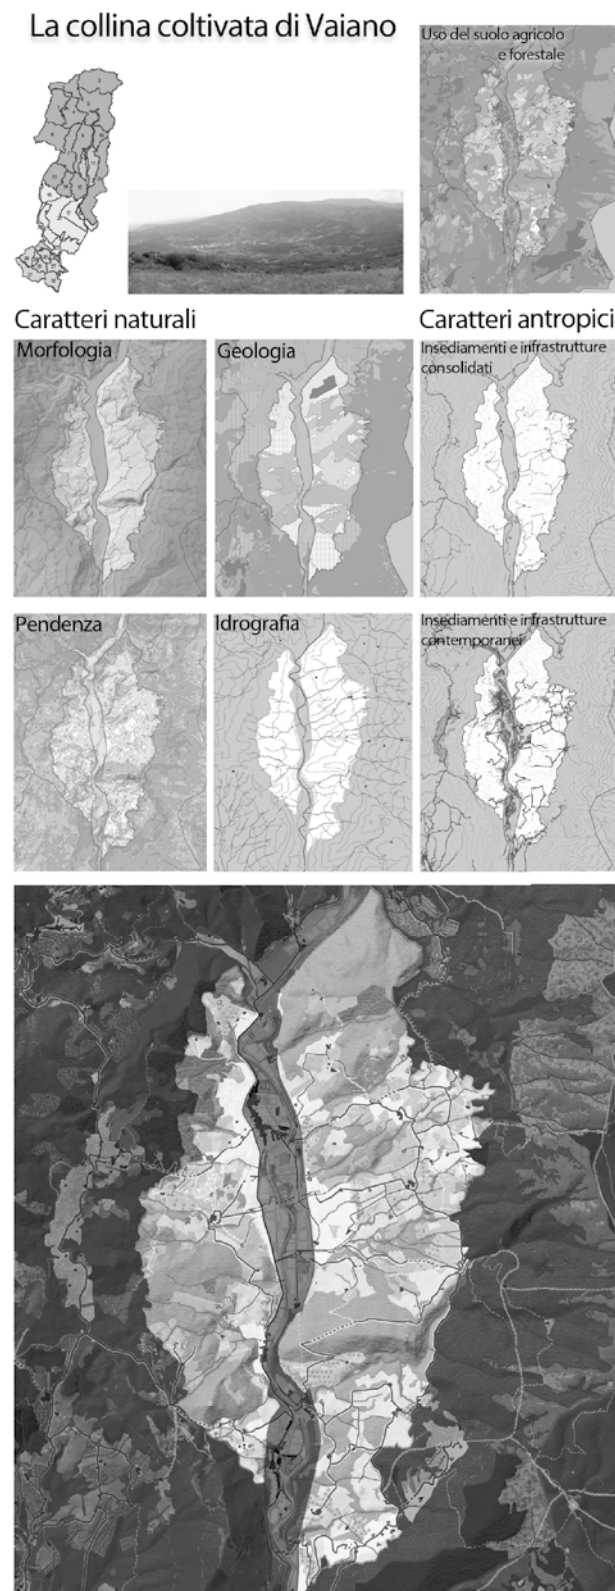 La collina coltivata di Vaiano
Uso del suolo agricolo
e forestale
Caratteri naturali
Caratteri antropici
Morfologia
Geologia
Insediamenti e infrastrutture
consolidati
Pendenza
Idrografia
Insediamenti e infrastrutture
contemporanei